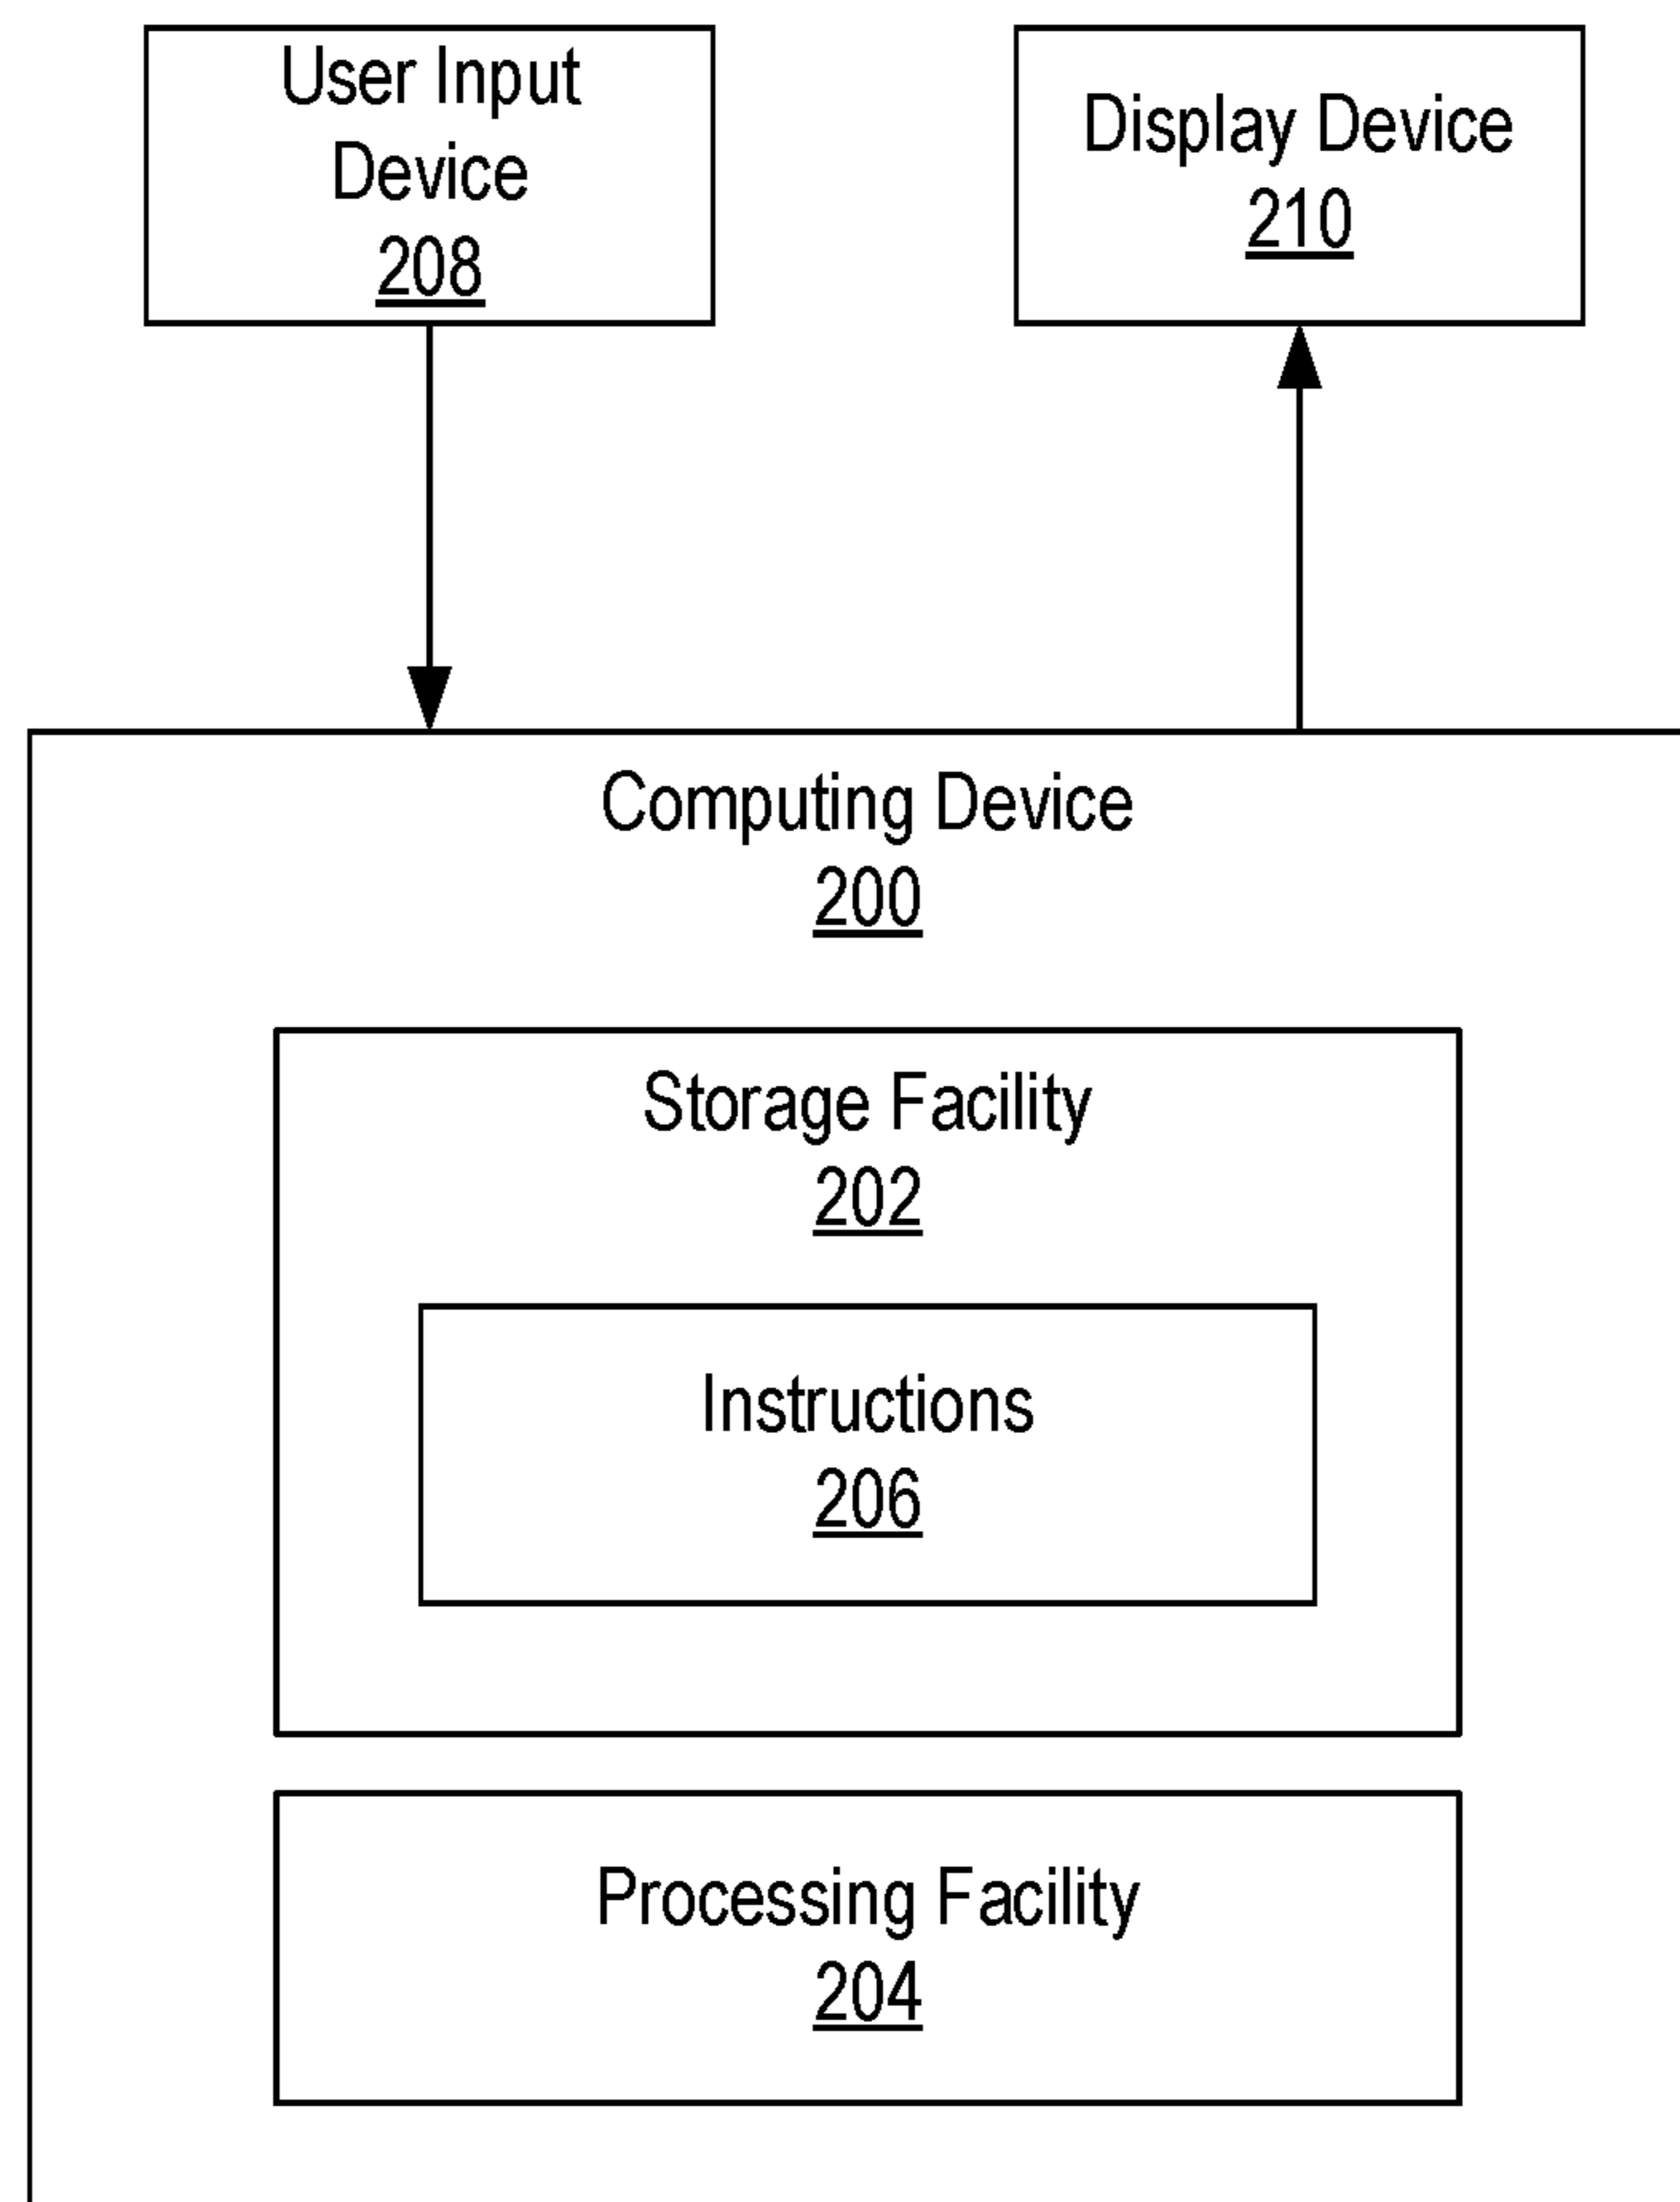 User Input
Device
208
Display Device
210
Computing Device
200
Storage Facility
202
Instructions
206
Processing Facility
204